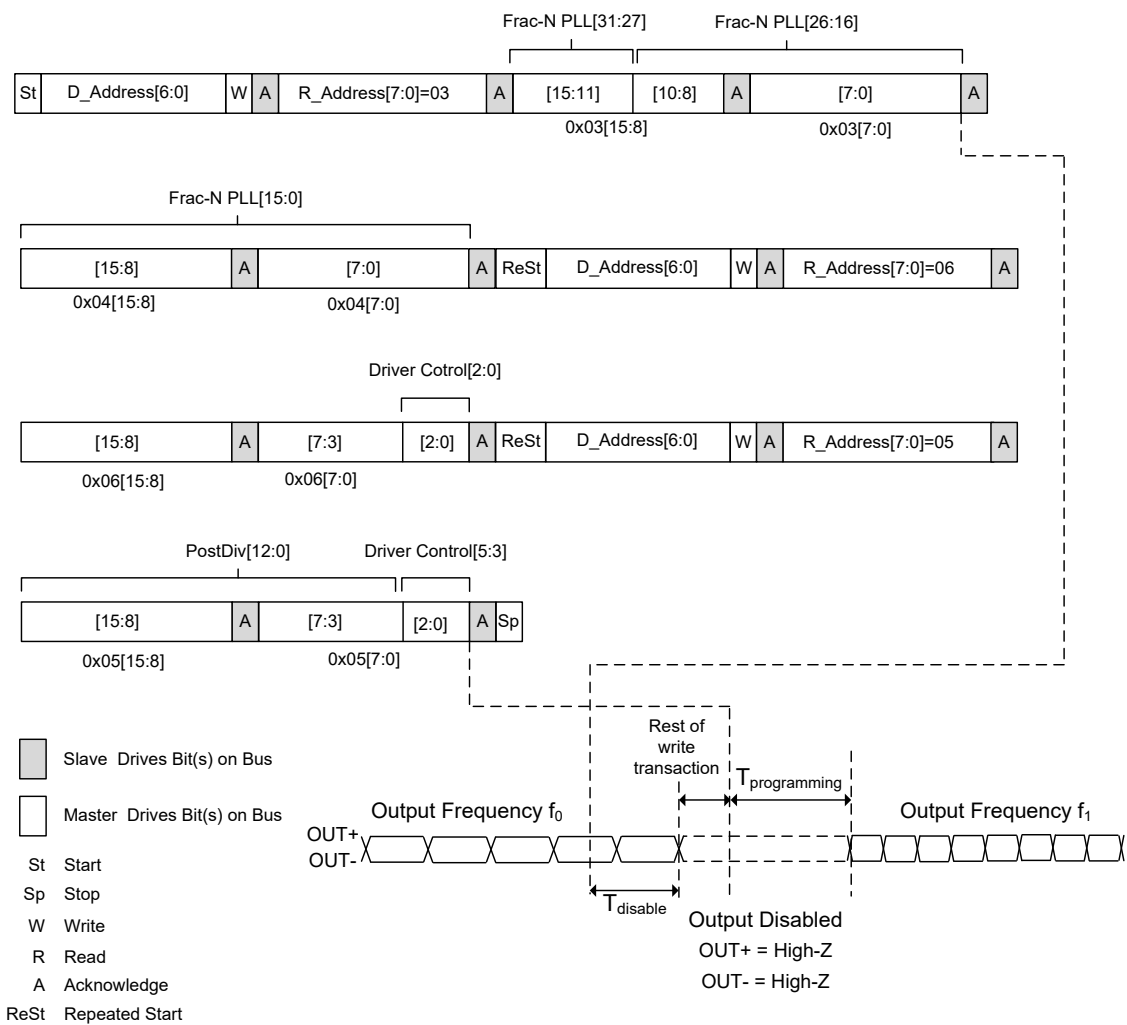 Frac-N PLL[31:27] Frac-N PLL[26:16]
St D_Address[6:0] W A R_Address[7:0]=03 A [15:11] [10:8] A [7:0] A
0x03[15:8] 0x03[7:0]
Frac-N PLL[15:0]
[15:8] A [7:0] A ReSt D_Address[6:0] W A R_Address[7:0]=06 A
0x04[15:8] 0x04[7:0]
Driver Cotrol[2:0]
[15:8] A [7:3] [2:0] A ReSt D_Address[6:0] W A R_Address[7:0]=05 A
0x06[15:8] 0x06[7:0]
PostDiv[12:0] Driver Control[5:3]
[15:8] A [7:3] [2:0] A Sp
0x05[15:8] 0x05[7:0]
Slave Drives Bit(s) on Bus
Master Drives Bit(s) on Bus
St Start
Sp Stop
W Write
R Read
A Acknowledge
ReSt Repeated Start
Rest of
write
transaction
Tprogramming
Output Frequency f0
Output Frequency f1
OUT+
OUT-
Tdisable
Output Disabled
OUT+ = High-Z
OUT- = High-Z